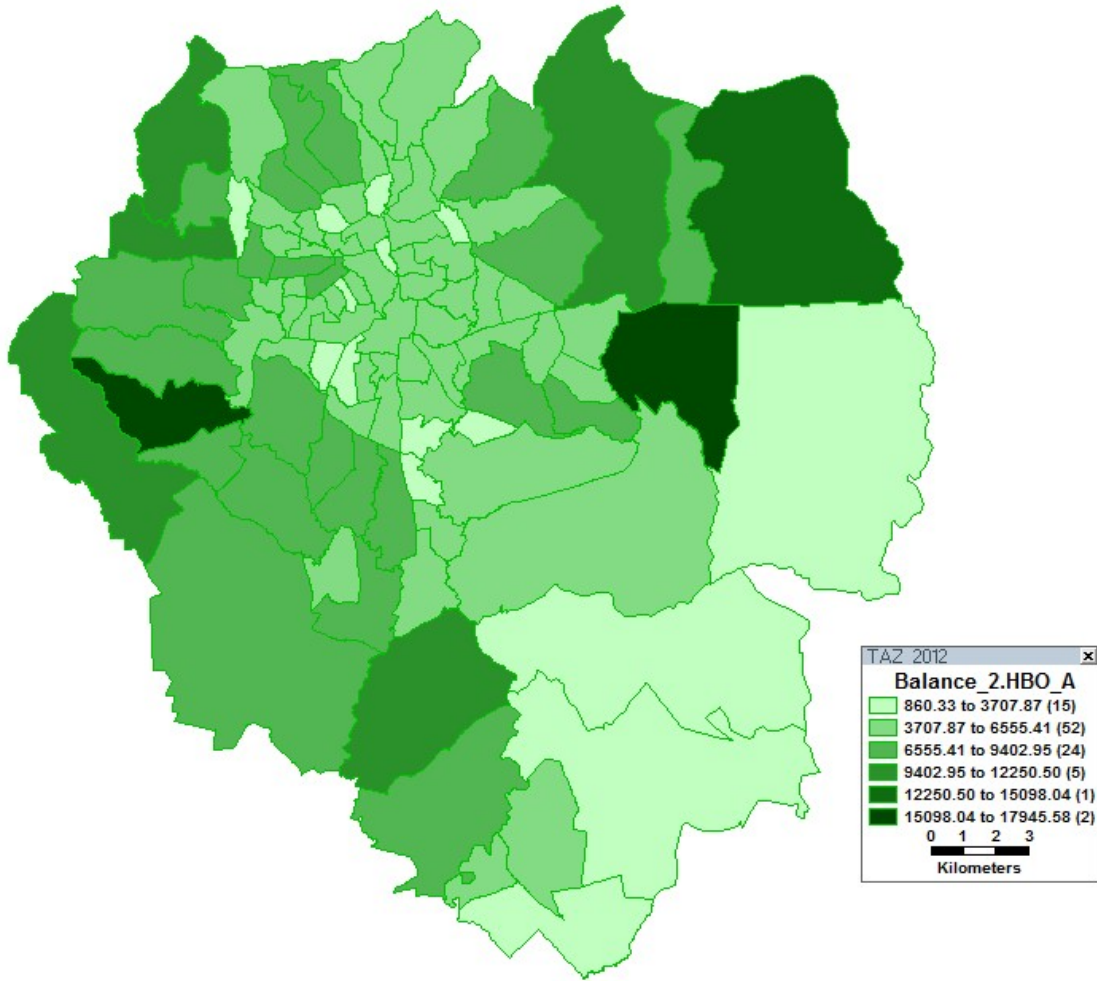 TAZ 2012
Balance_2.HBO_A
860.33 to 3707.87 (15)
3707.87 to 6555.41 (52)
6555.41 to 9402.95 (24)
9402.95 to 12250.50 (5)
12250.50 to 15098.04 (1)
15098.04 to 17945.58 (2)
0 1 2 3
Kilometers